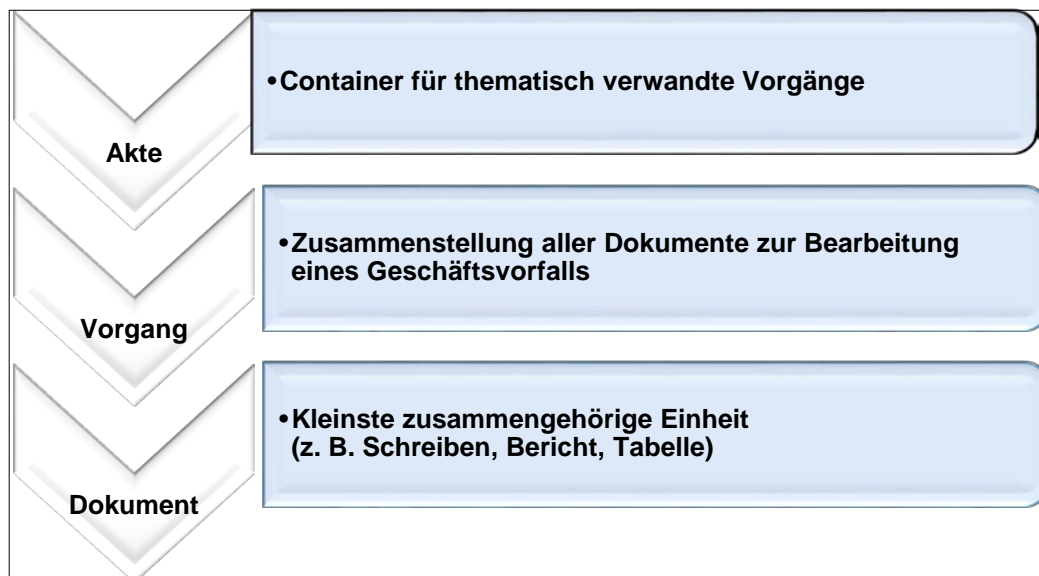 •Container für thematisch verwandte Vorgänge
Akte
•Zusammenstellung aller Dokumente zur Bearbeitung
eines Geschäftsvorfalls
Vorgang
•Kleinste zusammengehörige Einheit
(z. B. Schreiben, Bericht, Tabelle)
Dokument